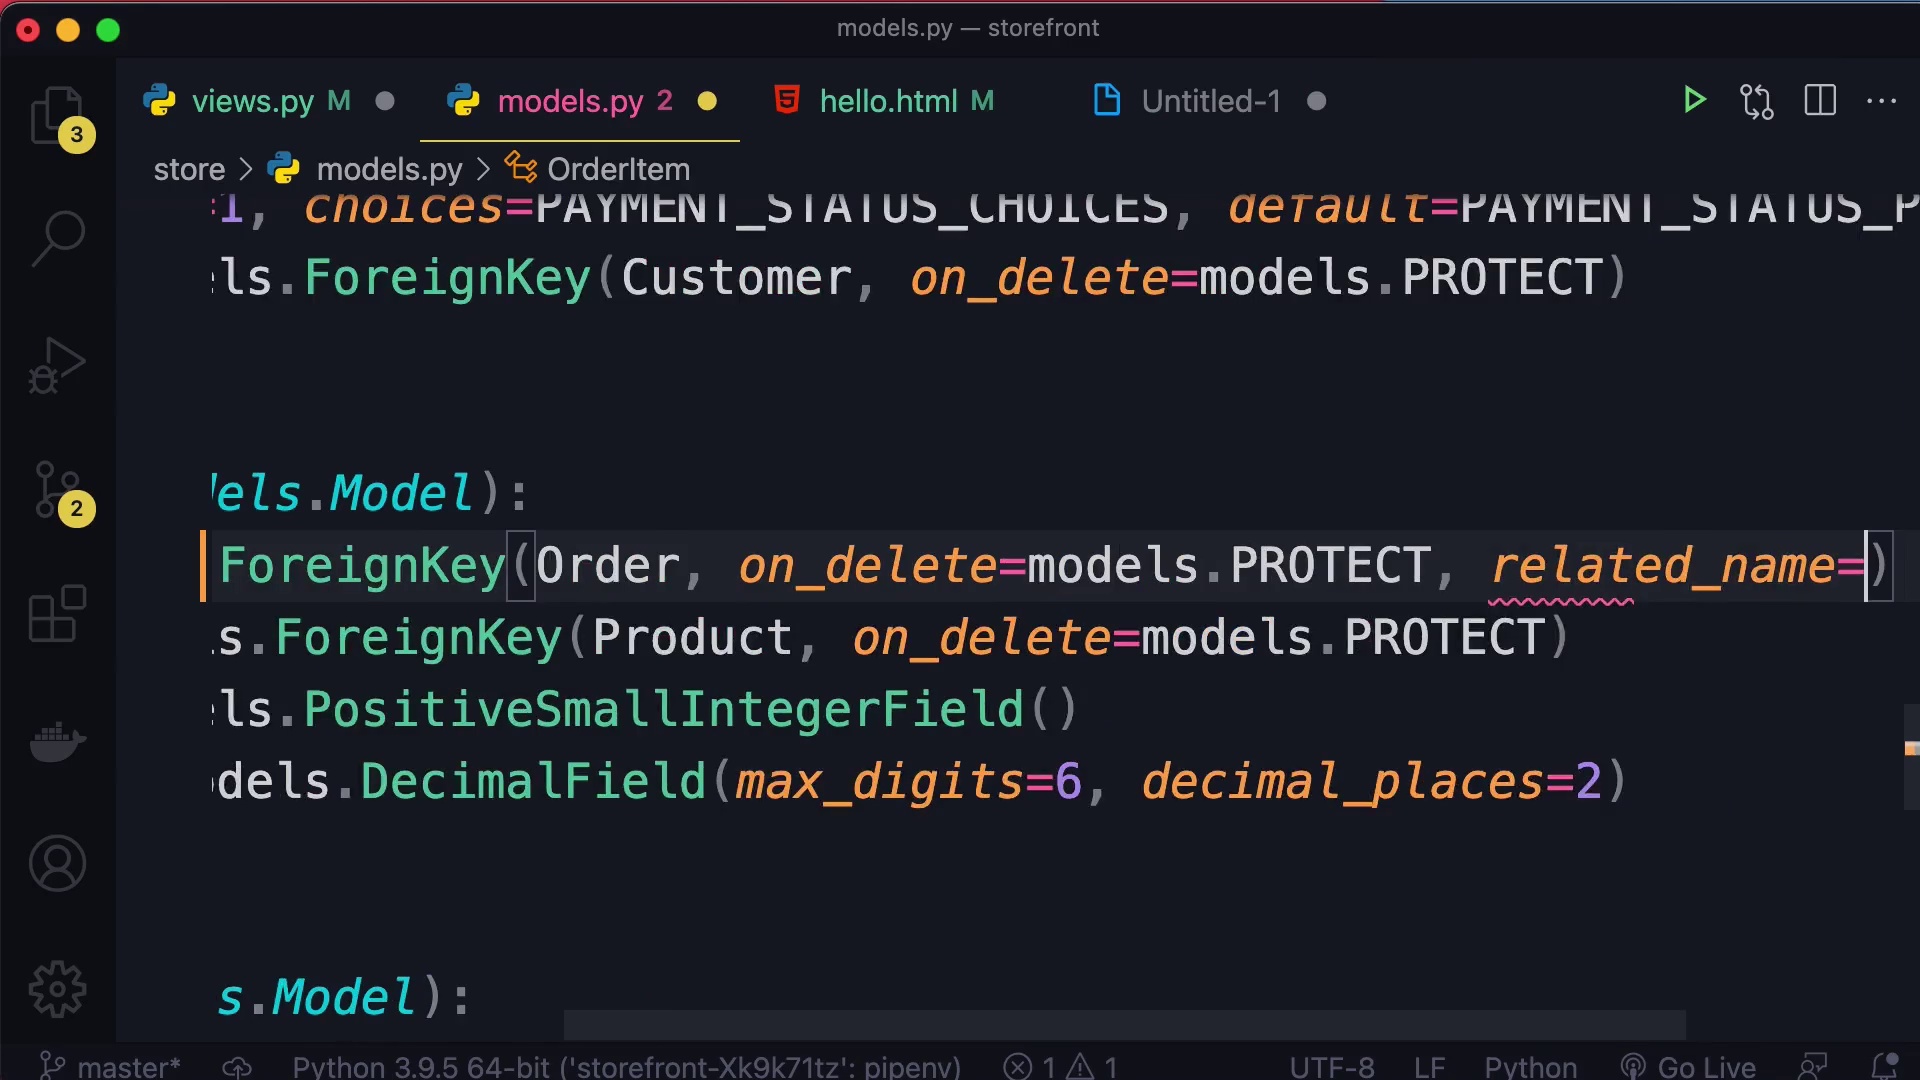 models.py — storefront
views.py M
models.py 2
hello.html M
Untitled-1
3
store > models.py > OrderItem
=1, choices=PAYMENT_STATUS_CHOICES, default=PAYMENT_STATUS_P
ls.ForeignKey(Customer, on_delete=models.PROTECT)
els.Model):
2
ForeignKey(Order, on_delete=models.PROTECT, related_name=)
s.ForeignKey(Product, on_delete=models.PROTECT)
ls.PositiveSmallIntegerField()
dels.DecimalField(max_digits=6, decimal_places=2)
s.Model):
master* Python 3.9.5 64-bit ('storefront-Xk9k71tz': pipenv) 1 1 UTF-8 LF Python Go Live